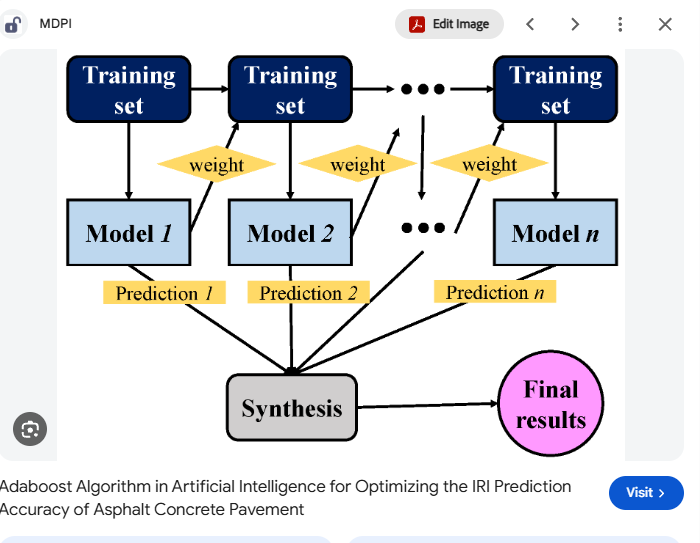 MDPI
Edit Image
Training
set
Training
set
Training
set
weight
weight
weight
Model 1
Model 2
Model n
Prediction 1
Prediction 2
Prediction n
Synthesis
Final
results
Adaboost Algorithm in Artificial Intelligence for Optimizing the IRI Prediction
Accuracy of Asphalt Concrete Pavement
Visit